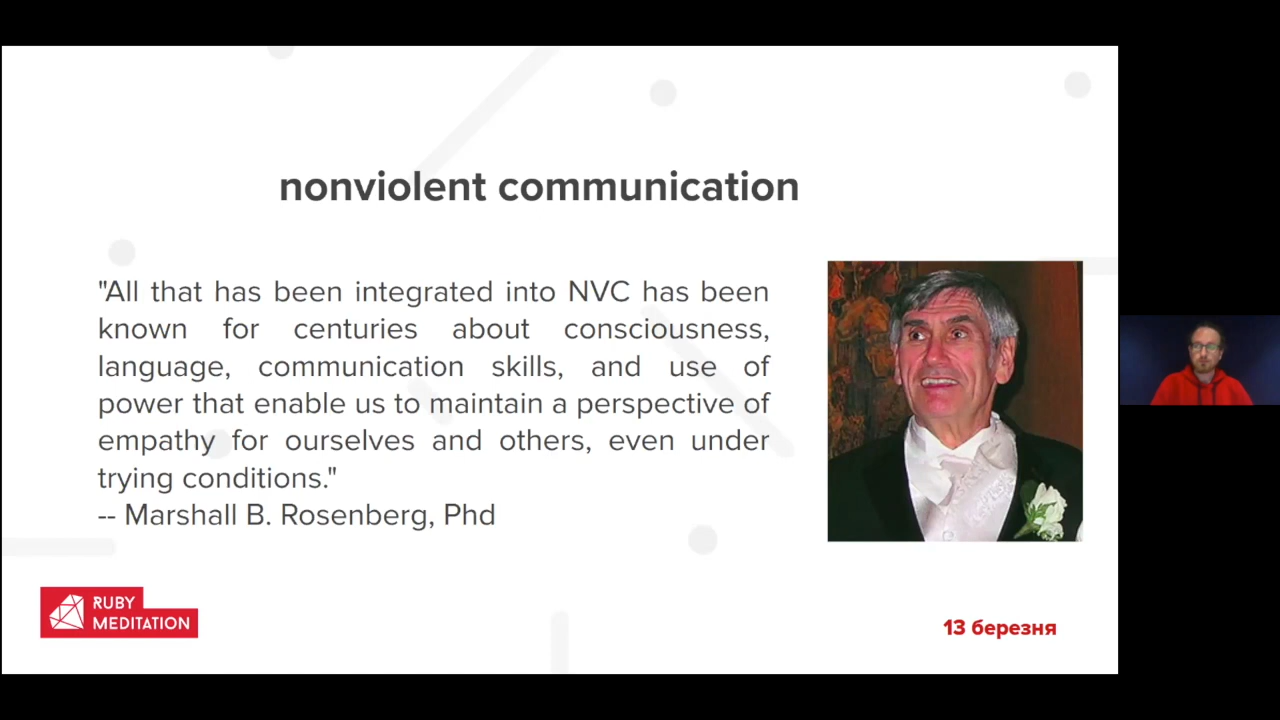 nonviolent communication
"All that has been integrated into NVC has been
known for centuries about consciousness,
language, communication skills, and use of
power that enable us to maintain a perspective of
empathy for ourselves and others, even under
trying conditions."
-- Marshall B. Rosenberg, Phd
RUBY
MEDITATION
13 березня